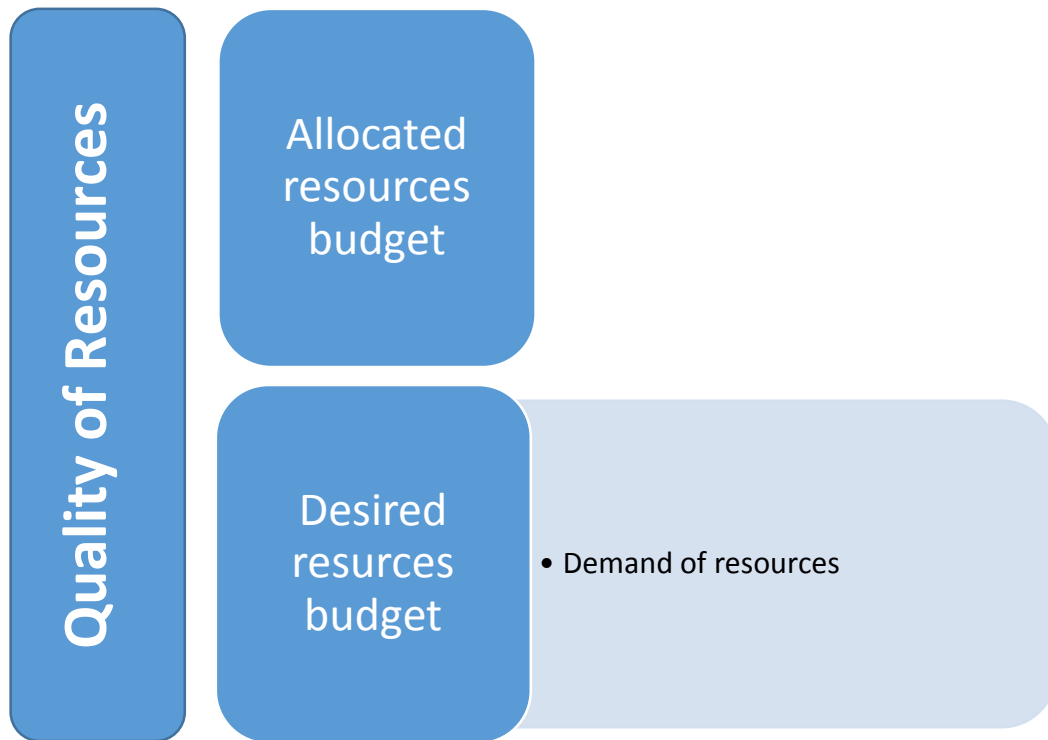 Quality of Resources
Allocated
resources
budget
Desired
resurces
budget
• Demand of resources